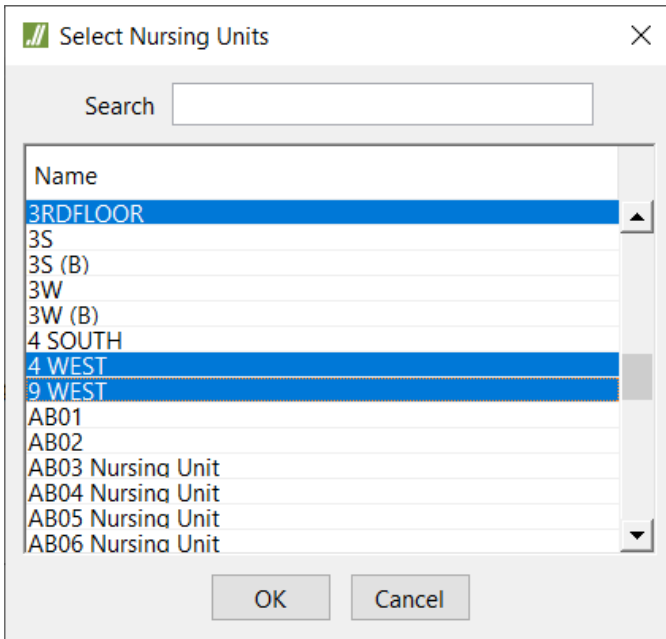 Select Nursing Units
Search
Name
3RDFLOOR
3S
3S (B)
3W
3W (B)
4 SOUTH
4 WEST
9 WEST
AB01
AB02
AB03 Nursing Unit
AB04 Nursing Unit
AB05 Nursing Unit
AB06 Nursing Unit
OK Cancel